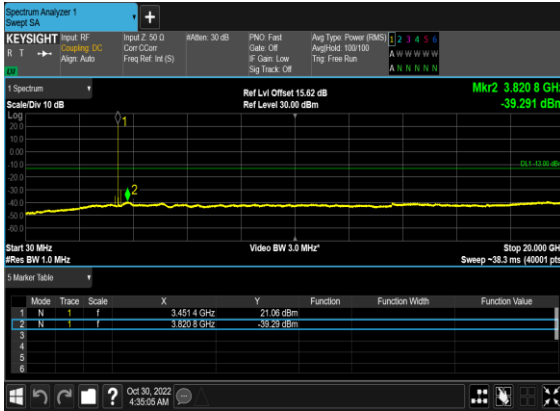 Spectrum Analyzer 1
Swept SA
+
KEYSIGHT Input: RF Input Z: 50 Ω #Atten: 30 dB PNO: Fast Avg Type: Power (RMS) 1 2 3 4 5 6
R T Coupling: DC Corr CCorr Gate: Off Avg|Hold: 100/100 A W W W W W
Align: Auto Freq Ref: Int (S) IF Gain: Low Trig: Free Run
Sig Track: Off A N N N N N
1 Spectrum
Ref Lvl Offset 15.62 dB Mkr2 3.820 8 GHz
Scale/Div 10 dB Ref Level 30.00 dBm -39.291 dBm
Log
20.0
10.0
0.00
-10.0
-20.0
-30.0
-40.0
-50.0
-60.0
1
2
DL1 -13.00 dBm
Start 30 MHz Video BW 3.0 MHz* Stop 20.000 GHz
#Res BW 1.0 MHz Sweep ~38.3 ms (40001 pts)
5 Marker Table
Mode Trace Scale X Y Function Function Width Function Value
1 N 1 f 3.451 4 GHz 21.06 dBm
2 N 1 f 3.820 8 GHz -39.29 dBm
3
4
5
6
? Oct 30, 2022
4:35:05 AM